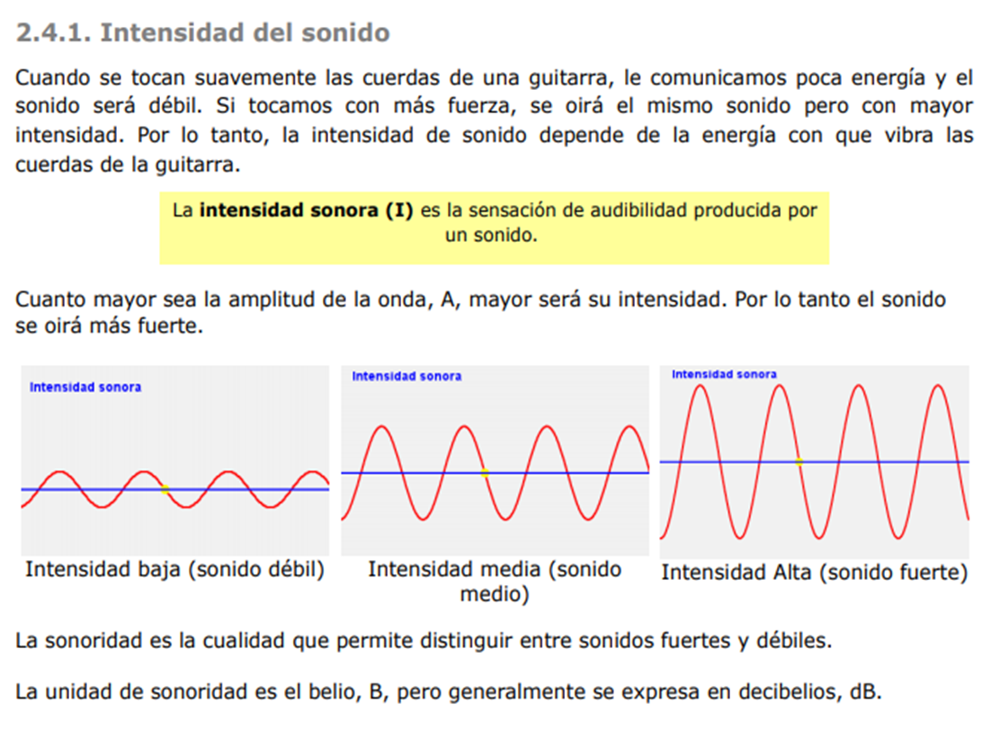 2.4.1. Intensidad del sonido
Cuando se tocan suavemente las cuerdas de una guitarra, le comunicamos poca energía y el
sonido será débil. Si tocamos con más fuerza, se oirá el mismo sonido pero con mayor
intensidad. Por lo tanto, la intensidad de sonido depende de la energía con que vibra las
cuerdas de la guitarra.
La intensidad sonora (I) es la sensación de audibilidad producida por
un sonido.
Cuanto mayor sea la amplitud de la onda, A, mayor será su intensidad. Por lo tanto el sonido
se oirá más fuerte.
Intensidad sonora
Intensidad baja (sonido débil)
Intensidad sonora
Intensidad media (sonido
medio)
Intensidad sonora
Intensidad Alta (sonido fuerte)
La sonoridad es la cualidad que permite distinguir entre sonidos fuertes y débiles.
La unidad de sonoridad es el belio, B, pero generalmente se expresa en decibelios, dB.